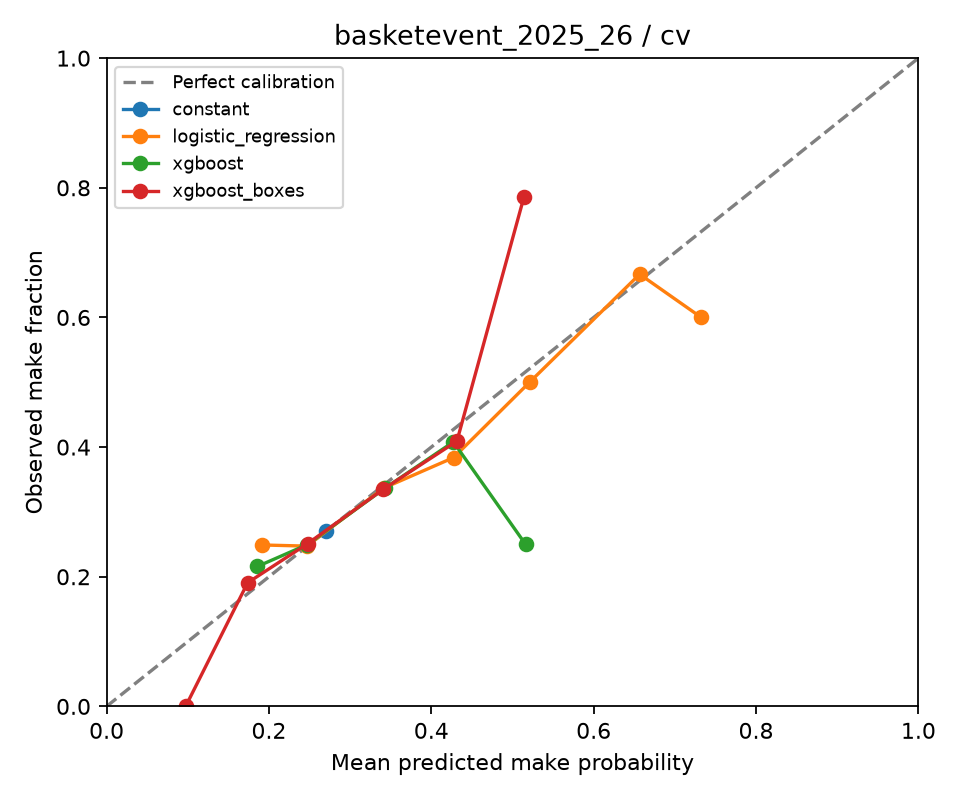 basketevent_2025_26 / cv
Perfect calibration
constant
logistic_regression
xgboost
xgboost_boxes
Observed make fraction
1.0
0.8
0.6
0.4
0.2
0.0
0.0 0.2 0.4 0.6 0.8 1.0
Mean predicted make probability